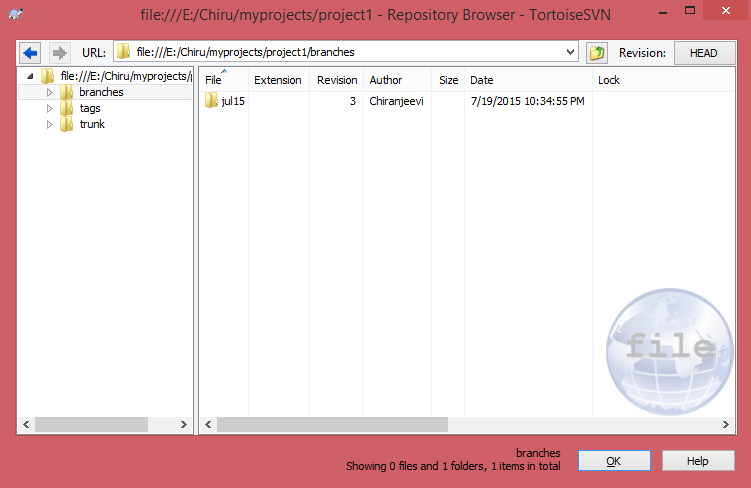 file:///E:/Chiru/myprojects/project1 - Repository Browser - TortoiseSVN
URL: file:///E:/Chiru/myprojects/project1/branches Revision: HEAD
file:///E:/Chiru/myprojects/p
branches
tags
trunk
File Extension Revision Author Size Date Lock
jul15 3 Chiranjeevi 7/19/2015 10:34:55 PM
file
branches
Showing 0 files and 1 folders, 1 items in total
OK Help